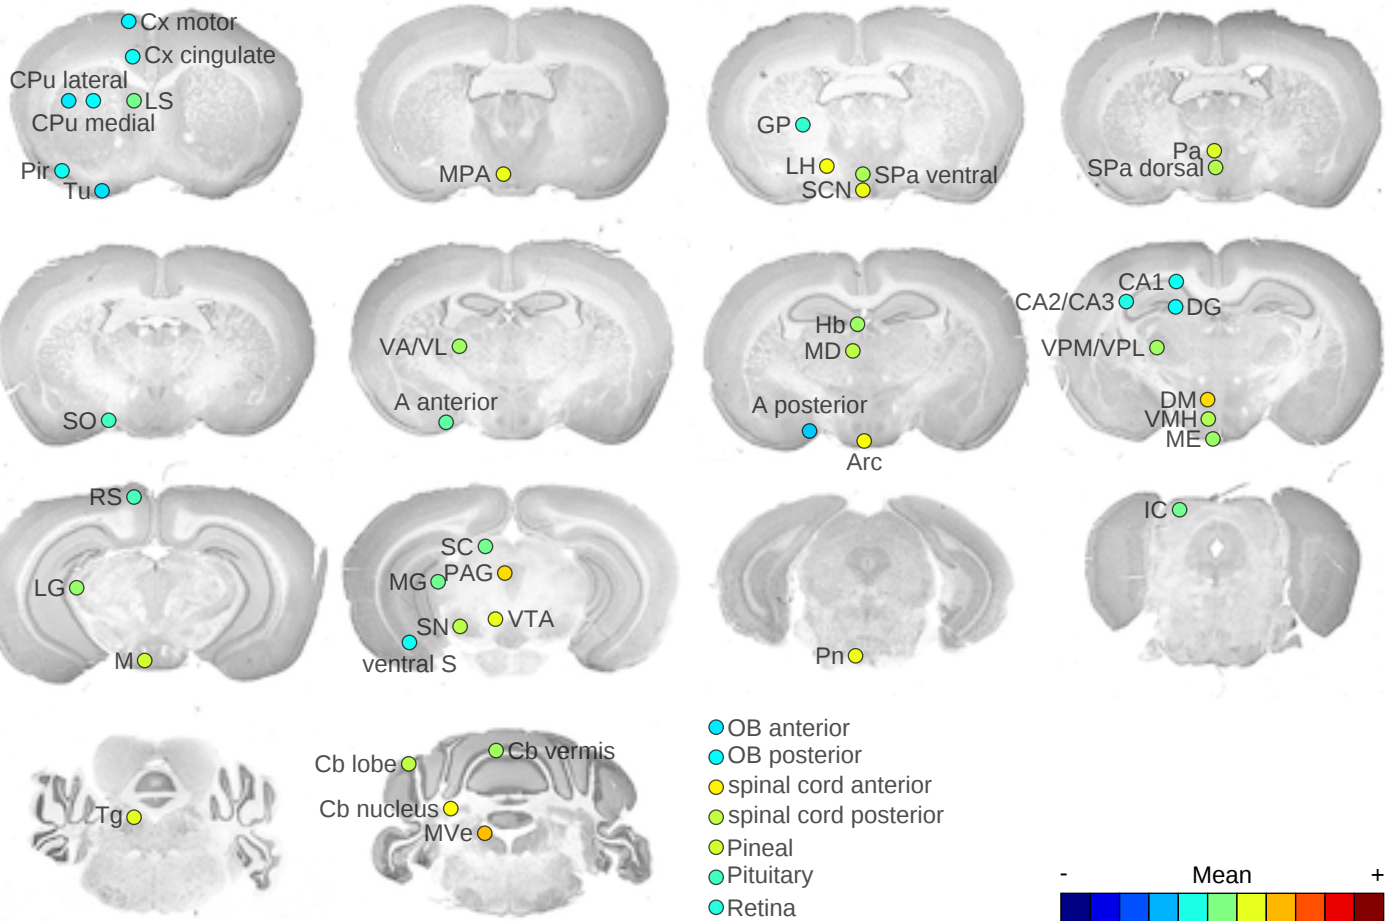 Cx motor
Cx cingulate
CPu lateral
LS
CPu medial
Pir
Tu
MPA
GP
LH
SPa ventral
SCN
Pa
SPa dorsal
SO
VA/VL
A anterior
Hb
MD
A posterior
Arc
CA1
CA2/CA3
DG
VPM/VPL
DM
VMH
ME
RS
LG
M
SC
MG
PAG
SN
VTA
ventral S
Pn
IC
Tg
Cb lobe
Cb vermis
Cb nucleus
MVe
OB anterior
OB posterior
spinal cord anterior
spinal cord posterior
Pineal
Pituitary
Retina
- Mean +